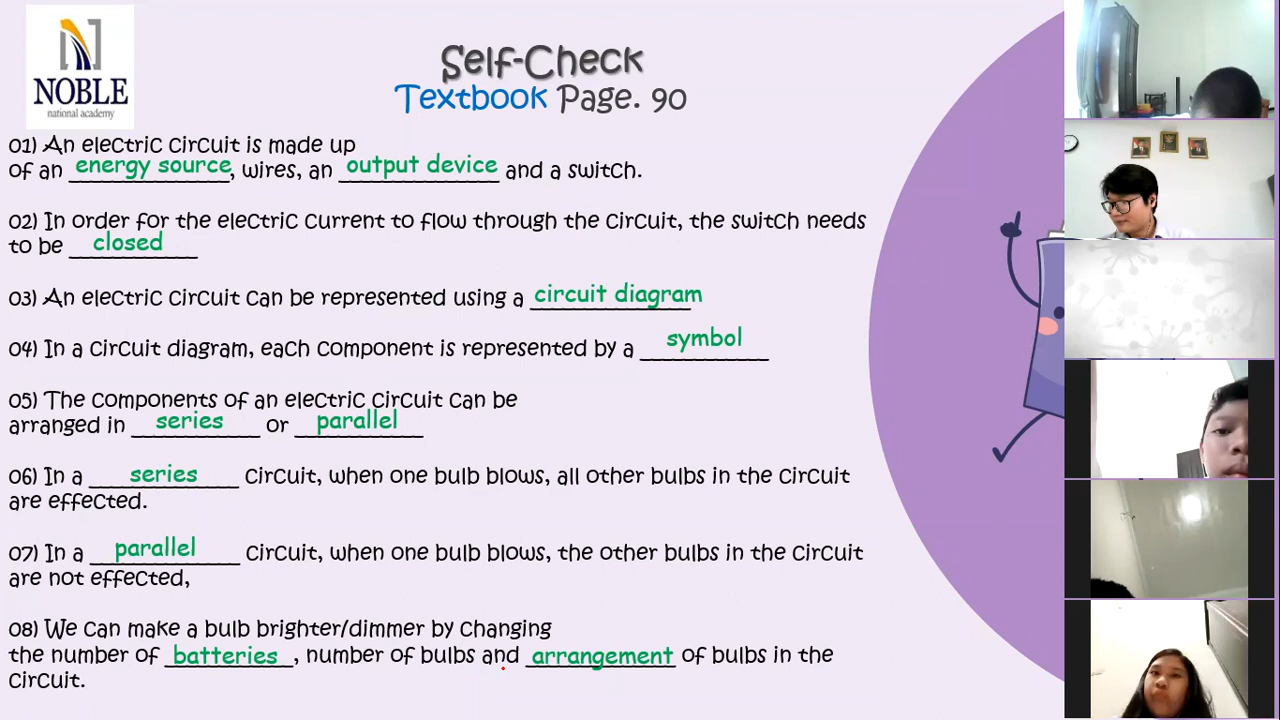 NOBLE
national academy
Self-Check
Textbook Page. 90
01) An electric circuit is made up
of an energy source, wires, an output device and a switch.
02) In order for the electric current to flow through the circuit, the switch needs
to be closed
03) An electric circuit can be represented using a circuit diagram
04) In a circuit diagram, each component is represented by a symbol
05) The components of an electric circuit can be
arranged in series or parallel
06) In a series circuit, when one bulb blows, all other bulbs in the circuit
are effected.
07) In a parallel circuit, when one bulb blows, the other bulbs in the circuit
are not effected,
08) We can make a bulb brighter/dimmer by changing
the number of batteries, number of bulbs and arrangement of bulbs in the
circuit.